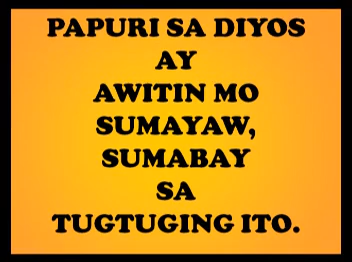 PAPURI SA DIYOS
AY
AWITIN MO
SUMAYAW,
SUMABAY
SA
TUGTUGING ITO.